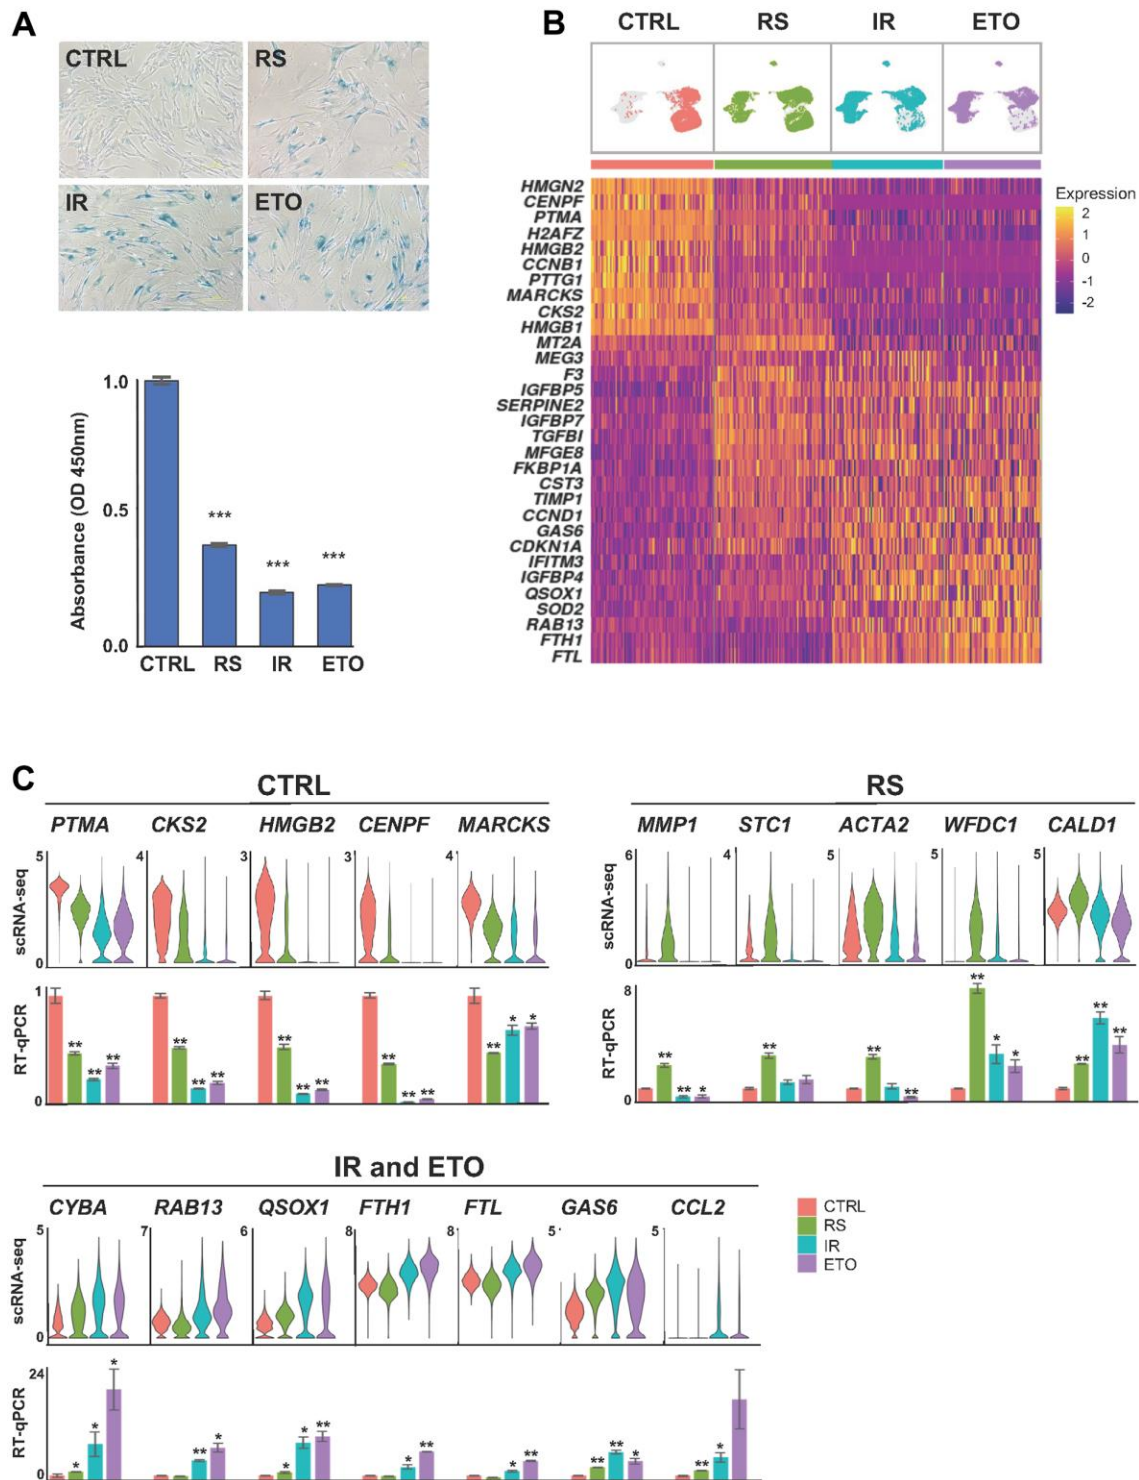 A
CTRL
RS
IR
ETO
Absorbance (OD 450nm)
1.0
0.5
0.0
***
***
***
CTRL RS IR ETO
B
CTRL RS IR ETO
HMGN2
CENPF
PTMA
H2AFZ
HMGB2
CCNB1
PTTG1
MARCKS
CKS2
HMGB1
MT2A
MEG3
F3
IGFBP5
SERPINE2
IGFBP7
TGFBI
MFGE8
FKBP1A
CST3
TIMP1
CCND1
GAS6
CDKN1A
IFITM3
IGFBP4
QSOX1
SOD2
RAB13
FTH1
FTL
Expression
2
1
0
-1
-2
C
CTRL
PTMA CKS2 HMGB2 CENPF MARCKS
scRNA-seq
5 4 3 3 4
0
RT-qPCR
1
0
** ** ** ** ** ** ** ** ** ** ** ** ** * *
RS
MMP1 STC1 ACTA2 WFDC1 CALD1
scRNA-seq
6 4 5 5 5
0
RT-qPCR
8
0
** ** * ** ** ** ** * * ** ** **
IR and ETO
CYBA RAB13 QSOX1 FTH1 FTL GAS6 CCL2
scRNA-seq
5 7 6 8 8 5 5
0
RT-qPCR
24
0
* * * ** * * * ** * ** * ** ** ** * ** *
CTRL
RS
IR
ETO